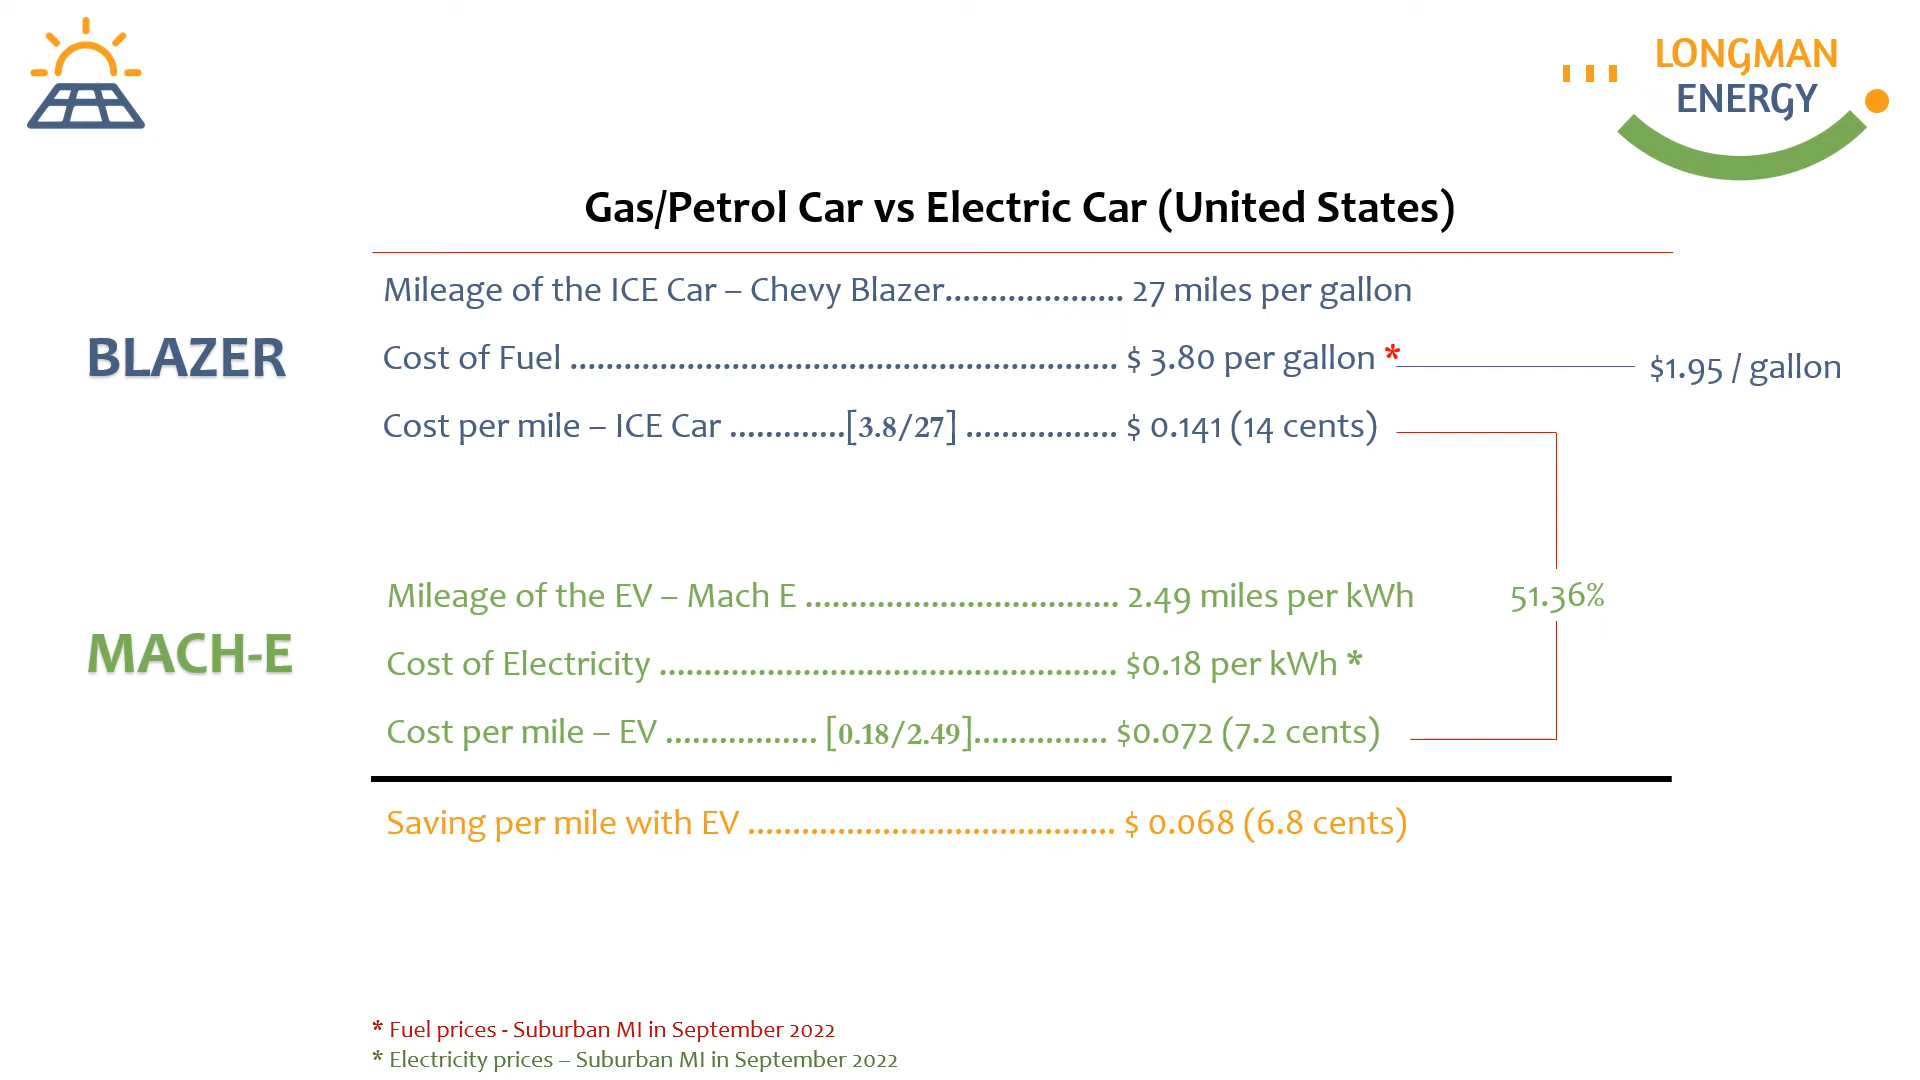 LONGMAN
ENERGY
Gas/Petrol Car vs Electric Car (United States)
Mileage of the ICE Car – Chevy Blazer.................... 27 miles per gallon
BLAZER
Cost of Fuel ............................................................. $ 3.80 per gallon *
$1.95 / gallon
Cost per mile – ICE Car .............[3.8/27] ................. $ 0.141 (14 cents)
Mileage of the EV – Mach E ................................... 2.49 miles per kWh
51.36%
MACH-E
Cost of Electricity ................................................... $0.18 per kWh *
Cost per mile – EV ................. [0.18/2.49]............... $0.072 (7.2 cents)
Saving per mile with EV ......................................... $ 0.068 (6.8 cents)
* Fuel prices - Suburban MI in September 2022
* Electricity prices – Suburban MI in September 2022